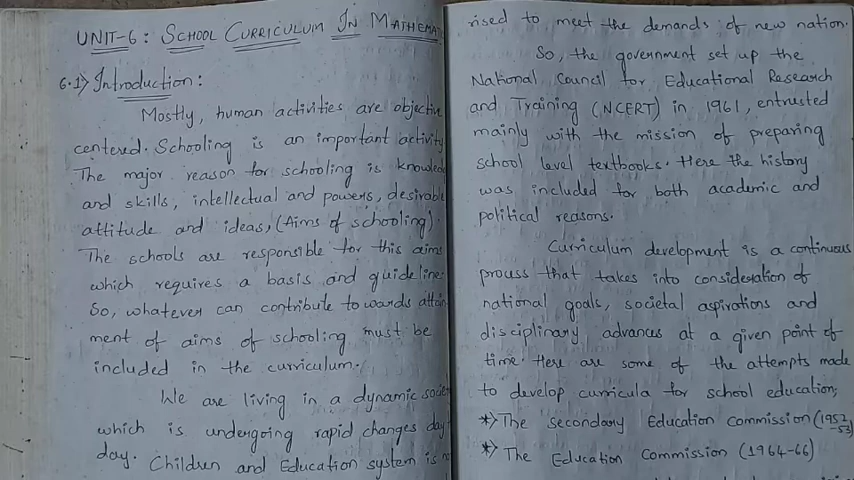 UNIT-6 : SCHOOL CURRICULUM IN MATHEMAT
6.1) Introduction :
Mostly, human activities are objective
centered. Schooling is an important activity
The major reason for schooling is knowled
and skills, intellectual and powers, desirable
attitude and ideas, (Aims of schooling).
The schools are responsible for this aims
which requires a basis and guideline
So, whatever can contribute towards attain
ment of aims of schooling must be
included in the curriculum.
We are living in a dynamic societ
which is undergoing rapid changes day
day. Children and Education system is
rised to meet the demands of new nation.
So, the government set up the
National Council for Educational Research
and Training (NCERT) in 1961, entrusted
mainly with the mission of preparing
school level textbooks. Here the history
was included for both academic and
political reasons.
Curriculum development is a continuous
process that takes into consideration of
national goals, societal aspirations and
disciplinary advances at a given point of
time. Here are some of the attempts made
to develop curricula for school education;
*) The secondary Education commission (1952-53)
*) The Education Commission (1964-66)